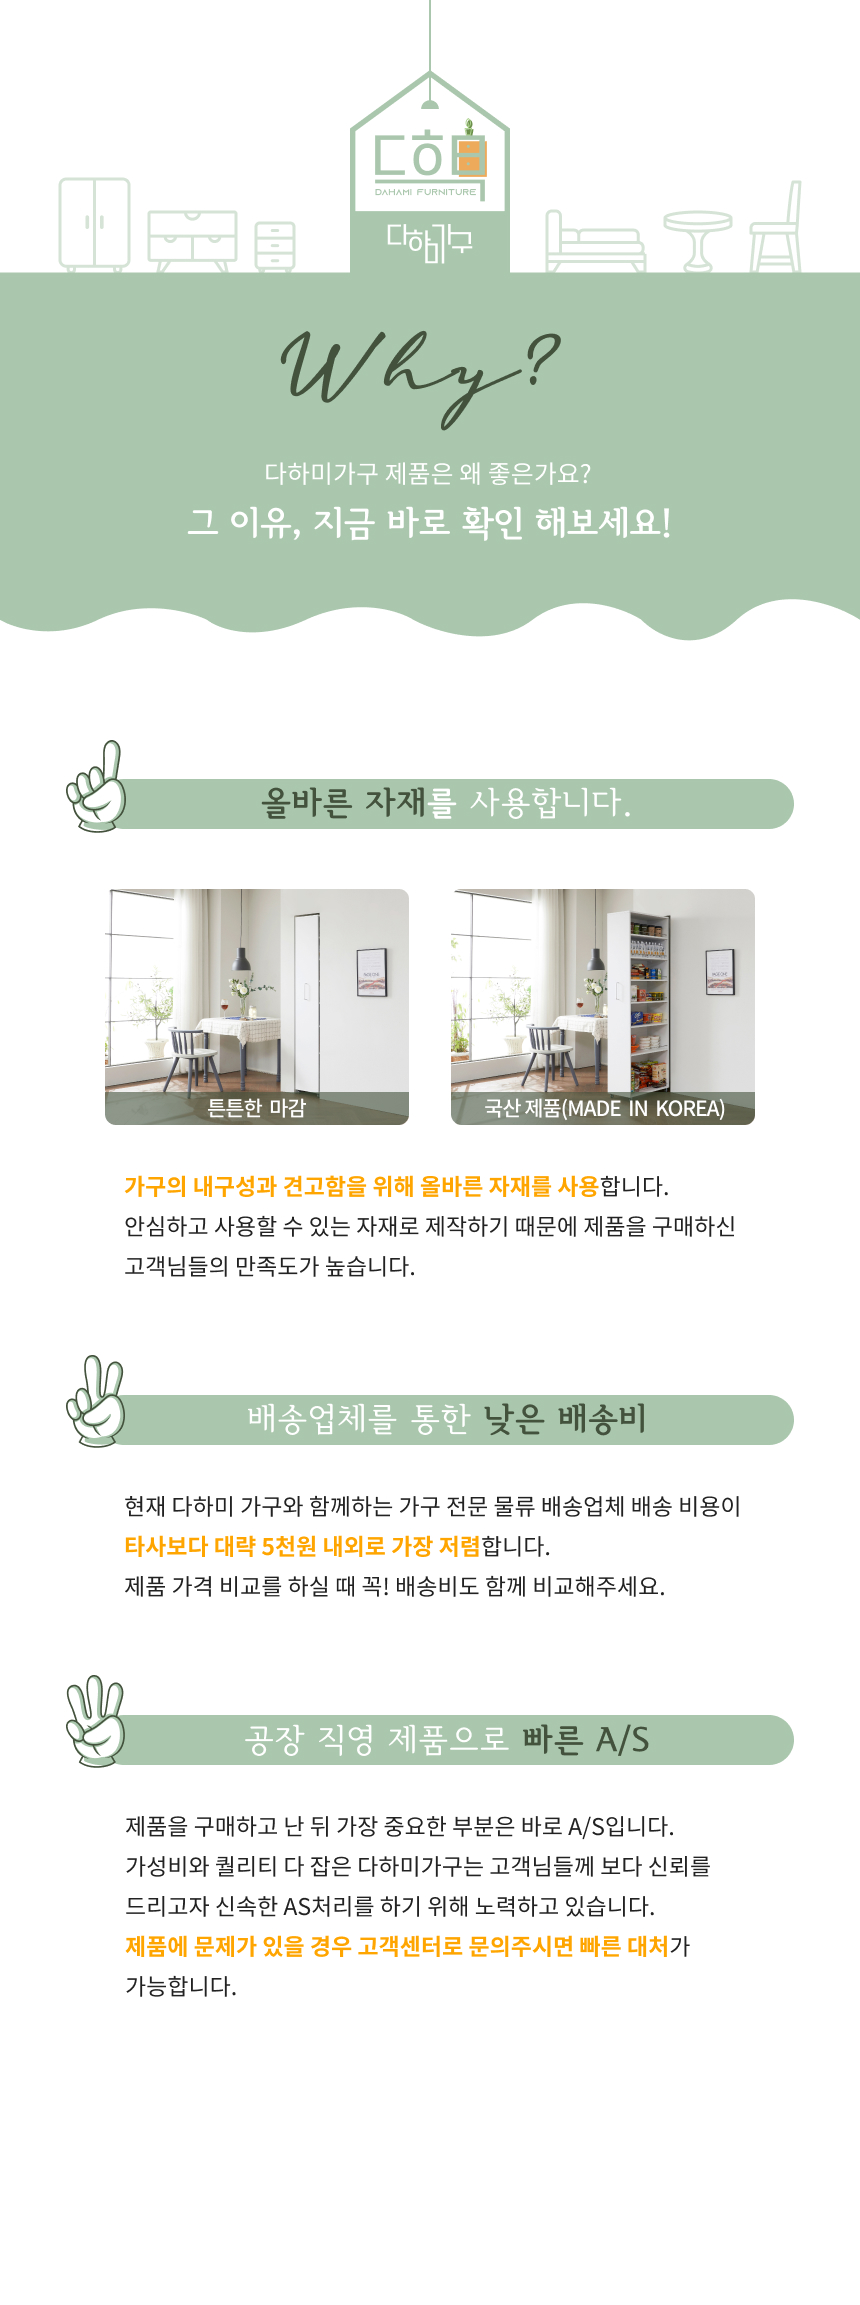 다하미
DAHAMI FURNITURE
다하미가구
Why?
다하미가구 제품은 왜 좋은가요?
그 이유, 지금 바로 확인 해보세요!
올바른 자재를 사용합니다.
튼튼한 마감
국산 제품(MADE IN KOREA)
가구의 내구성과 견고함을 위해 올바른 자재를 사용합니다.
안심하고 사용할 수 있는 자재로 제작하기 때문에 제품을 구매하신
고객님들의 만족도가 높습니다.
배송업체를 통한 낮은 배송비
현재 다하미 가구와 함께하는 가구 전문 물류 배송업체 배송 비용이
타사보다 대략 5천원 내외로 가장 저렴합니다.
제품 가격 비교를 하실 때 꼭! 배송비도 함께 비교해주세요.
공장 직영 제품으로 빠른 A/S
제품을 구매하고 난 뒤 가장 중요한 부분은 바로 A/S입니다.
가성비와 퀄리티 다 잡은 다하미가구는 고객님들께 보다 신뢰를
드리고자 신속한 AS처리를 하기 위해 노력하고 있습니다.
제품에 문제가 있을 경우 고객센터로 문의주시면 빠른 대처가
가능합니다.